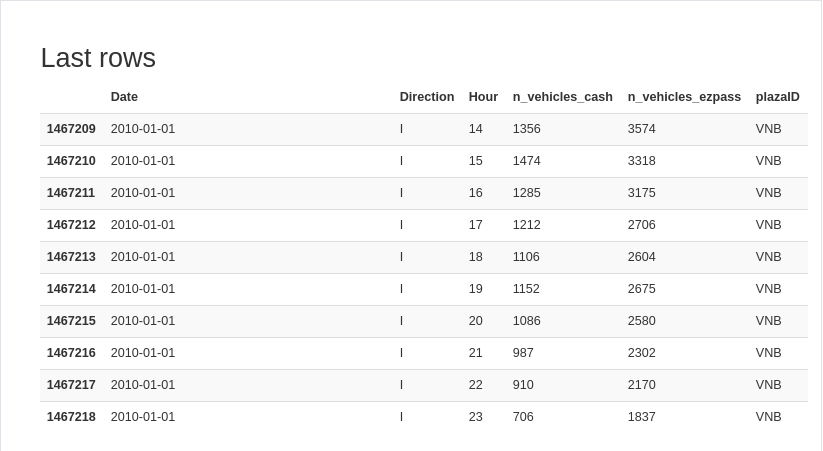 Last rows
Date Direction Hour n_vehicles_cash n_vehicles_ezpass plazaID
1467209 2010-01-01 I 14 1356 3574 VNB
1467210 2010-01-01 I 15 1474 3318 VNB
1467211 2010-01-01 I 16 1285 3175 VNB
1467212 2010-01-01 I 17 1212 2706 VNB
1467213 2010-01-01 I 18 1106 2604 VNB
1467214 2010-01-01 I 19 1152 2675 VNB
1467215 2010-01-01 I 20 1086 2580 VNB
1467216 2010-01-01 I 21 987 2302 VNB
1467217 2010-01-01 I 22 910 2170 VNB
1467218 2010-01-01 I 23 706 1837 VNB